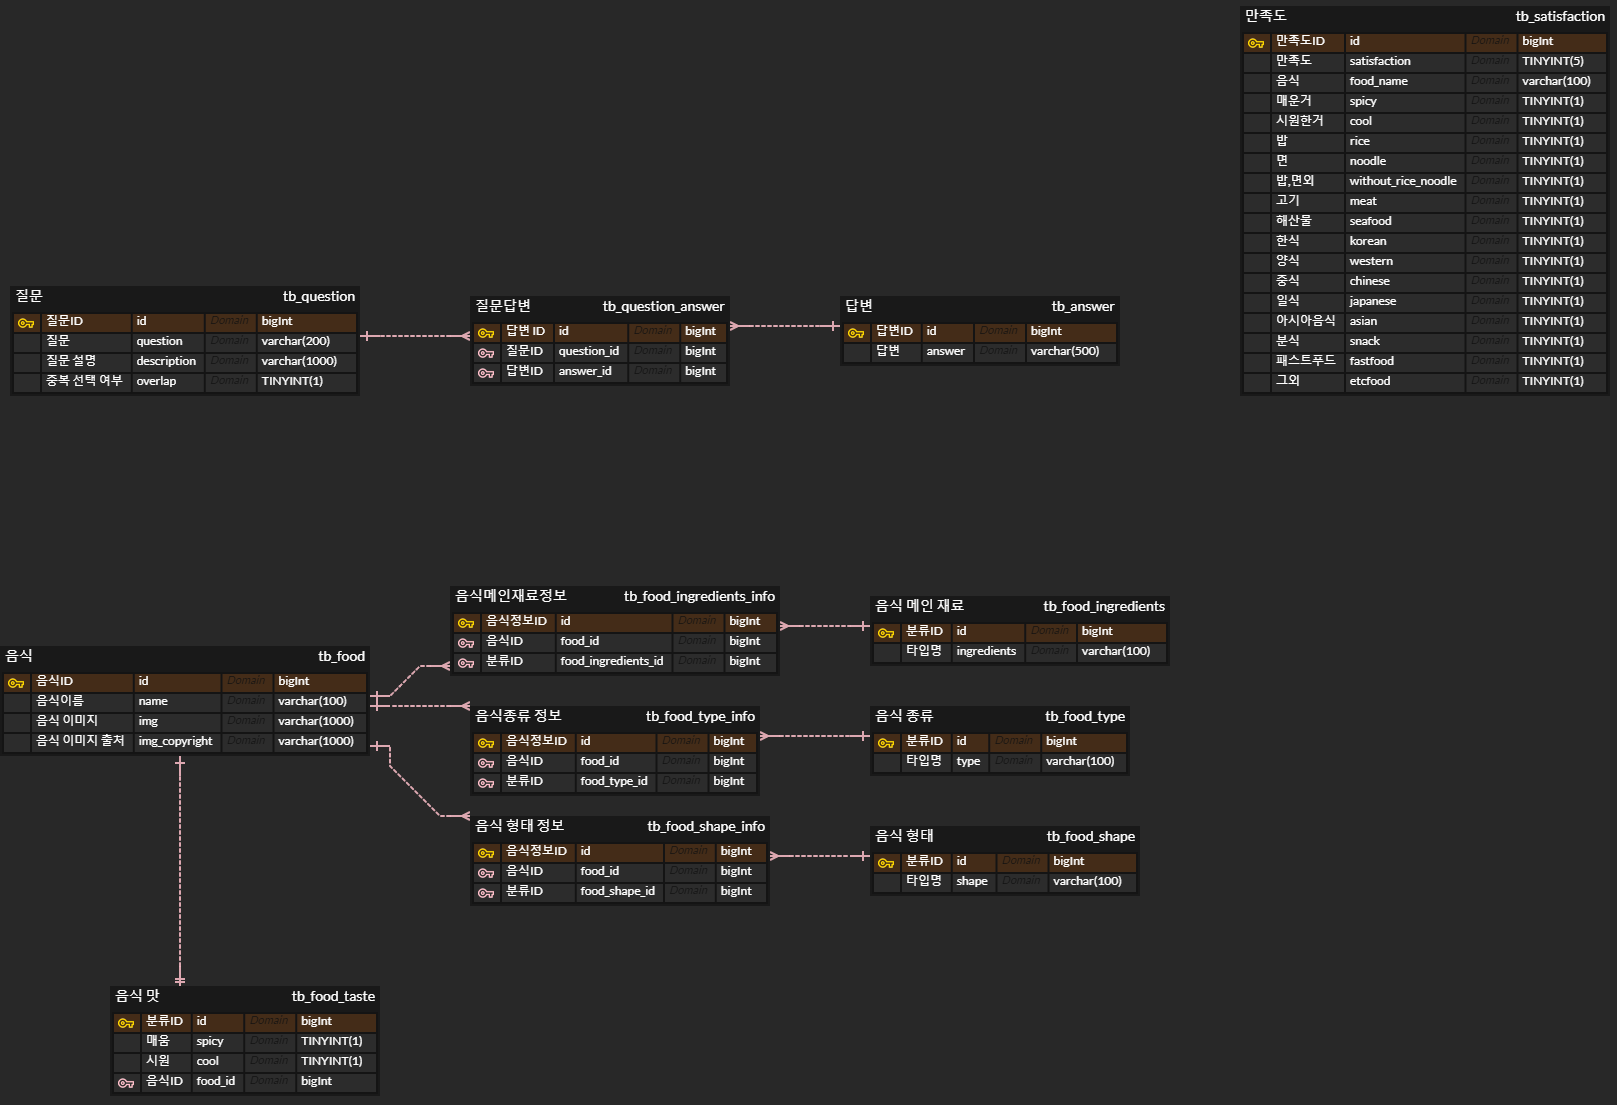 만족도 tb_satisfaction
만족도ID id Domain bigInt
만족도 satisfaction Domain TINYINT(5)
음식 food_name Domain varchar(100)
매운거 spicy Domain TINYINT(1)
시원한거 cool Domain TINYINT(1)
밥 rice Domain TINYINT(1)
면 noodle Domain TINYINT(1)
밥,면외 without_rice_noodle Domain TINYINT(1)
고기 meat Domain TINYINT(1)
해산물 seafood Domain TINYINT(1)
한식 korean Domain TINYINT(1)
양식 western Domain TINYINT(1)
중식 chinese Domain TINYINT(1)
일식 japanese Domain TINYINT(1)
아시아음식 asian Domain TINYINT(1)
분식 snack Domain TINYINT(1)
패스트푸드 fastfood Domain TINYINT(1)
그외 etcfood Domain TINYINT(1)
질문 tb_question
질문ID id Domain bigInt
질문 question Domain varchar(200)
질문 설명 description Domain varchar(1000)
중복 선택 여부 overlap Domain TINYINT(1)
질문답변 tb_question_answer
답변 ID id Domain bigInt
질문ID question_id Domain bigInt
답변ID answer_id Domain bigInt
답변 tb_answer
답변ID id Domain bigInt
답변 answer Domain varchar(500)
음식메인재료정보 tb_food_ingredients_info
음식정보ID id Domain bigInt
음식ID food_id Domain bigInt
분류ID food_ingredients_id Domain bigInt
음식 메인 재료 tb_food_ingredients
분류ID id Domain bigInt
타입명 ingredients Domain varchar(100)
음식 tb_food
음식ID id Domain bigInt
음식이름 name Domain varchar(100)
음식 이미지 img Domain varchar(1000)
음식 이미지 출처 img_copyright Domain varchar(1000)
음식종류 정보 tb_food_type_info
음식정보ID id Domain bigInt
음식ID food_id Domain bigInt
분류ID food_type_id Domain bigInt
음식 종류 tb_food_type
분류ID id Domain bigInt
타입명 type Domain varchar(100)
음식 형태 정보 tb_food_shape_info
음식정보ID id Domain bigInt
음식ID food_id Domain bigInt
분류ID food_shape_id Domain bigInt
음식 형태 tb_food_shape
분류ID id Domain bigInt
타입명 shape Domain varchar(100)
음식 맛 tb_food_taste
분류ID id Domain bigInt
매움 spicy Domain TINYINT(1)
시원 cool Domain TINYINT(1)
음식ID food_id Domain bigInt